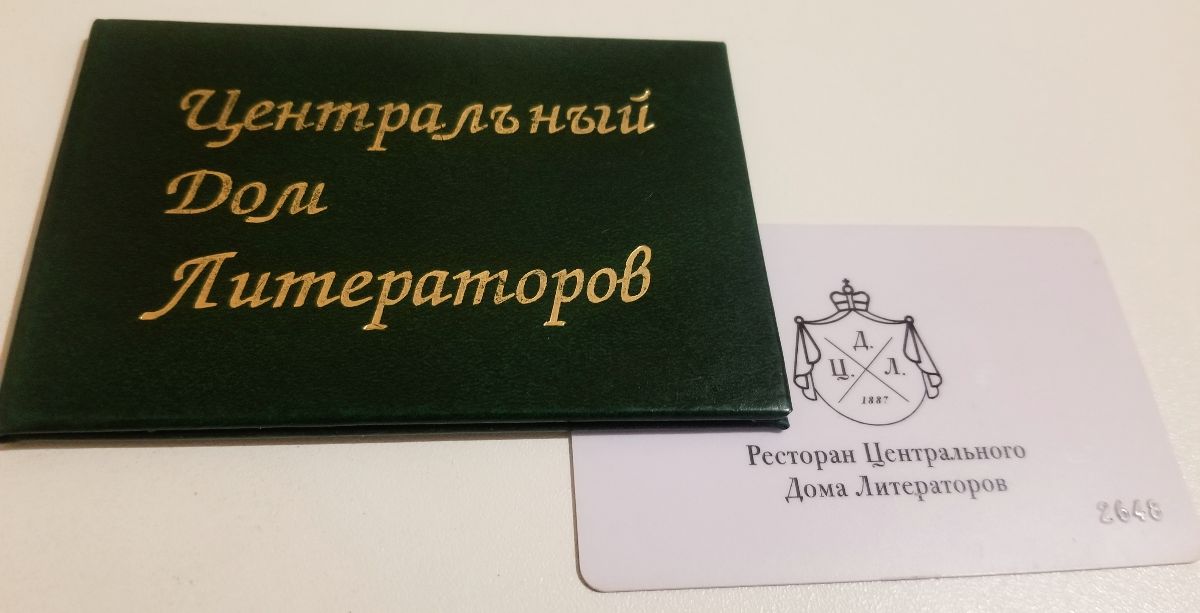 Центральный
Дом
Литераторов
Д.
Ц. Л.
1887
Ресторан Центрального
Дома Литераторов
2648